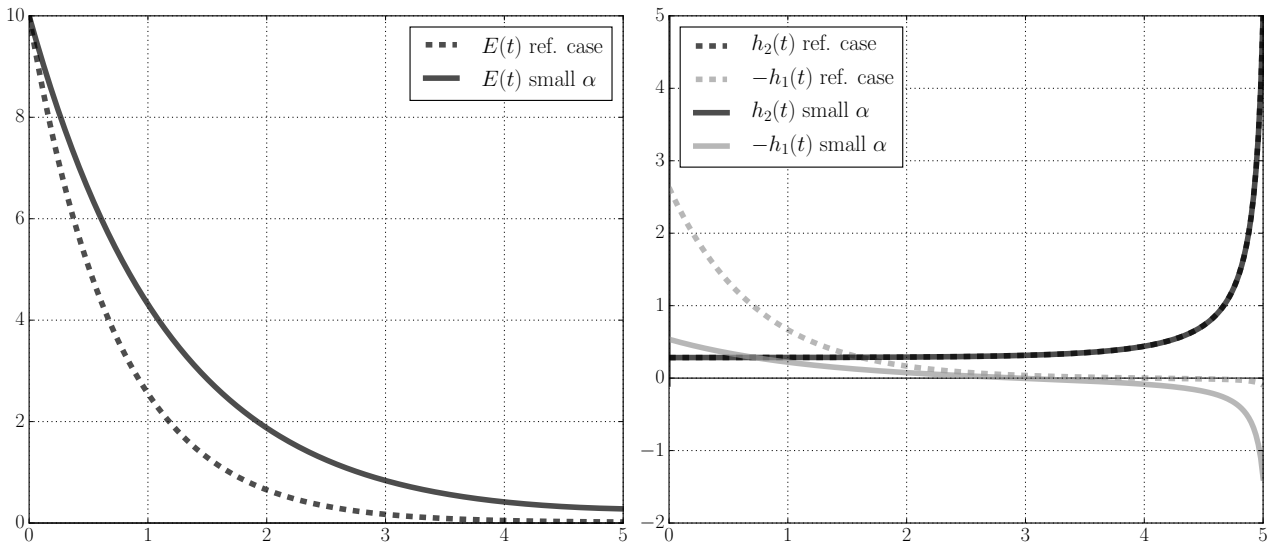 10
8
6
4
2
0
0 1 2 3 4 5
E(t) ref. case
E(t) small α
5
4
3
2
1
0
−1
−2
0 1 2 3 4 5
h₂(t) ref. case
−h₁(t) ref. case
h₂(t) small α
−h₁(t) small α